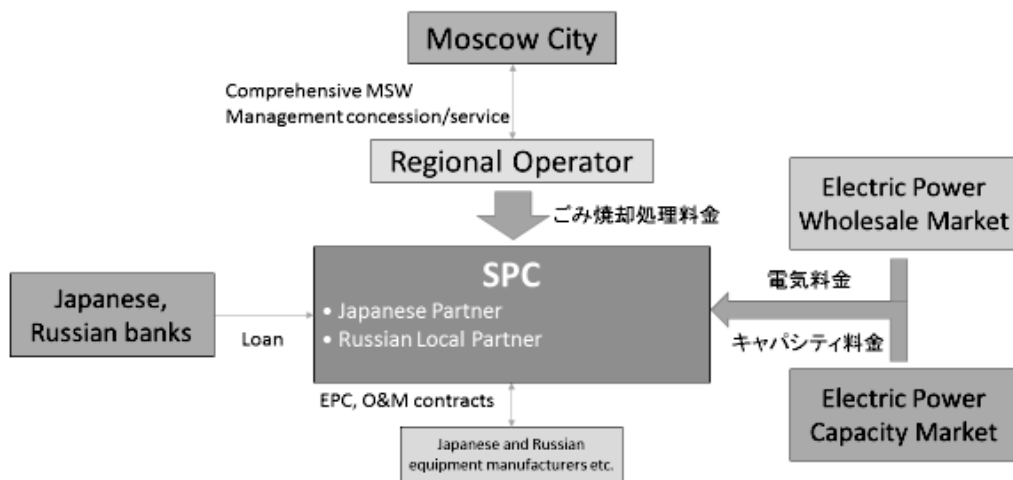 Moscow City
Comprehensive MSW
Management concession/service
Regional Operator
ごみ焼却処理料金
Electric Power
Wholesale Market
SPC
• Japanese Partner
• Russian Local Partner
Japanese,
Russian banks
Loan
電気料金
キャパシティ料金
EPC, O&M contracts
Electric Power
Capacity Market
Japanese and Russian
equipment manufacturers etc.